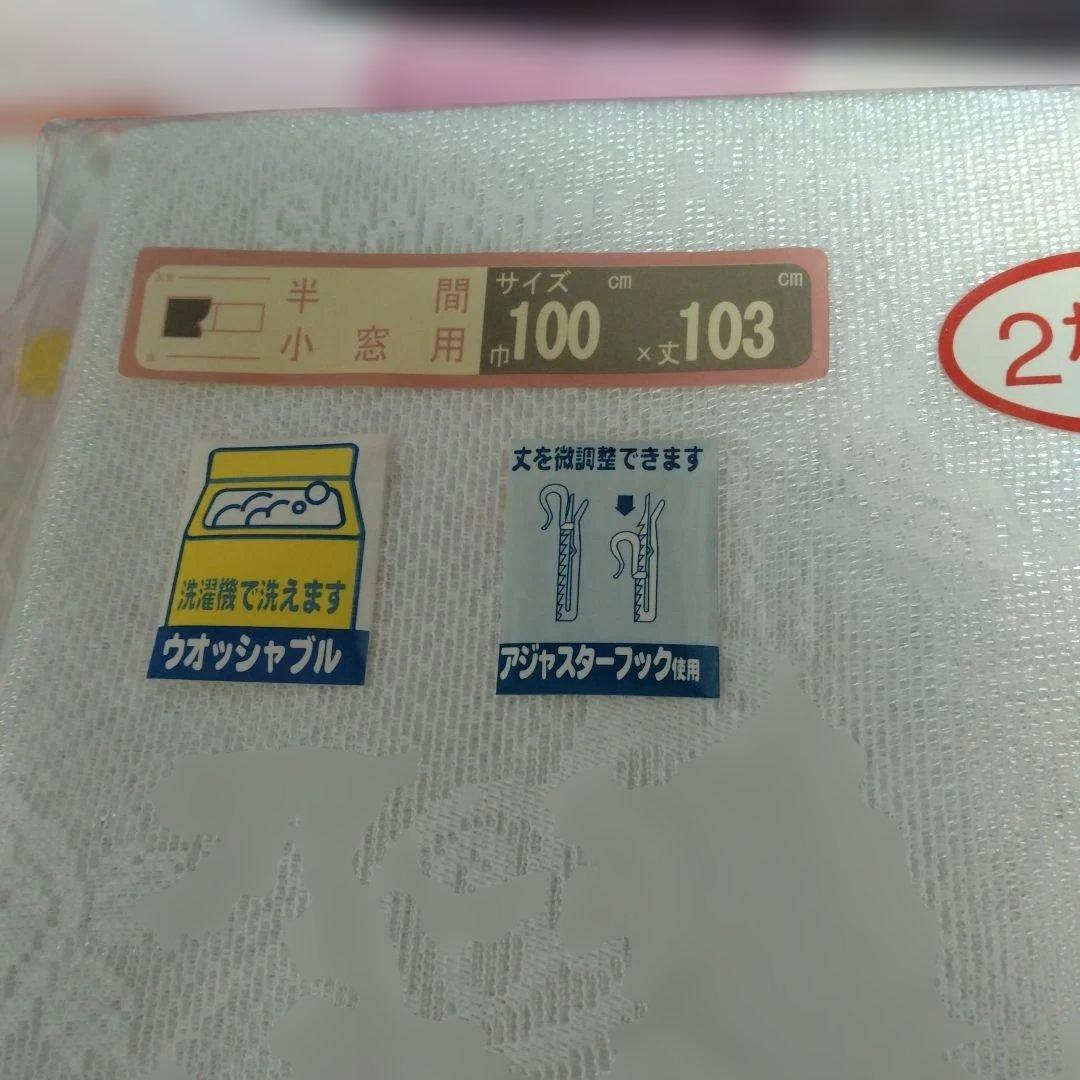 半間
小窓用
サイズ cm cm
巾100×丈103
2
洗濯機で洗えます
ウオッシャブル
丈を微調整できます
アジャスターフック使用